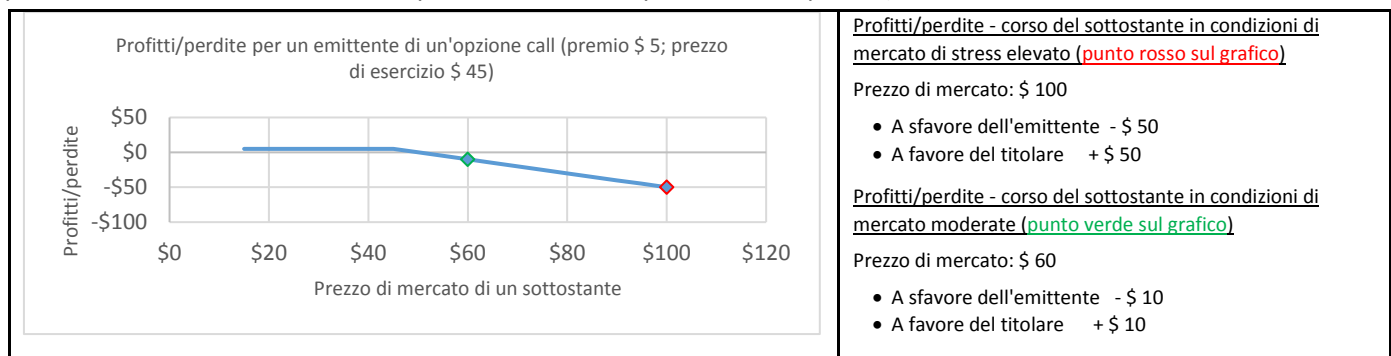 Profitti/perdite per un emittente di un'opzione call (premio $ 5; prezzo
di esercizio $ 45)
Profitti/perdite
$50
$0
-$50
-$100
$0 $20 $40 $60 $80 $100 $120
Prezzo di mercato di un sottostante
Profitti/perdite - corso del sottostante in condizioni di
mercato di stress elevato (punto rosso sul grafico)
Prezzo di mercato: $ 100
• A sfavore dell'emittente - $ 50
• A favore del titolare + $ 50
Profitti/perdite - corso del sottostante in condizioni di
mercato moderate (punto verde sul grafico)
Prezzo di mercato: $ 60
• A sfavore dell'emittente - $ 10
• A favore del titolare + $ 10